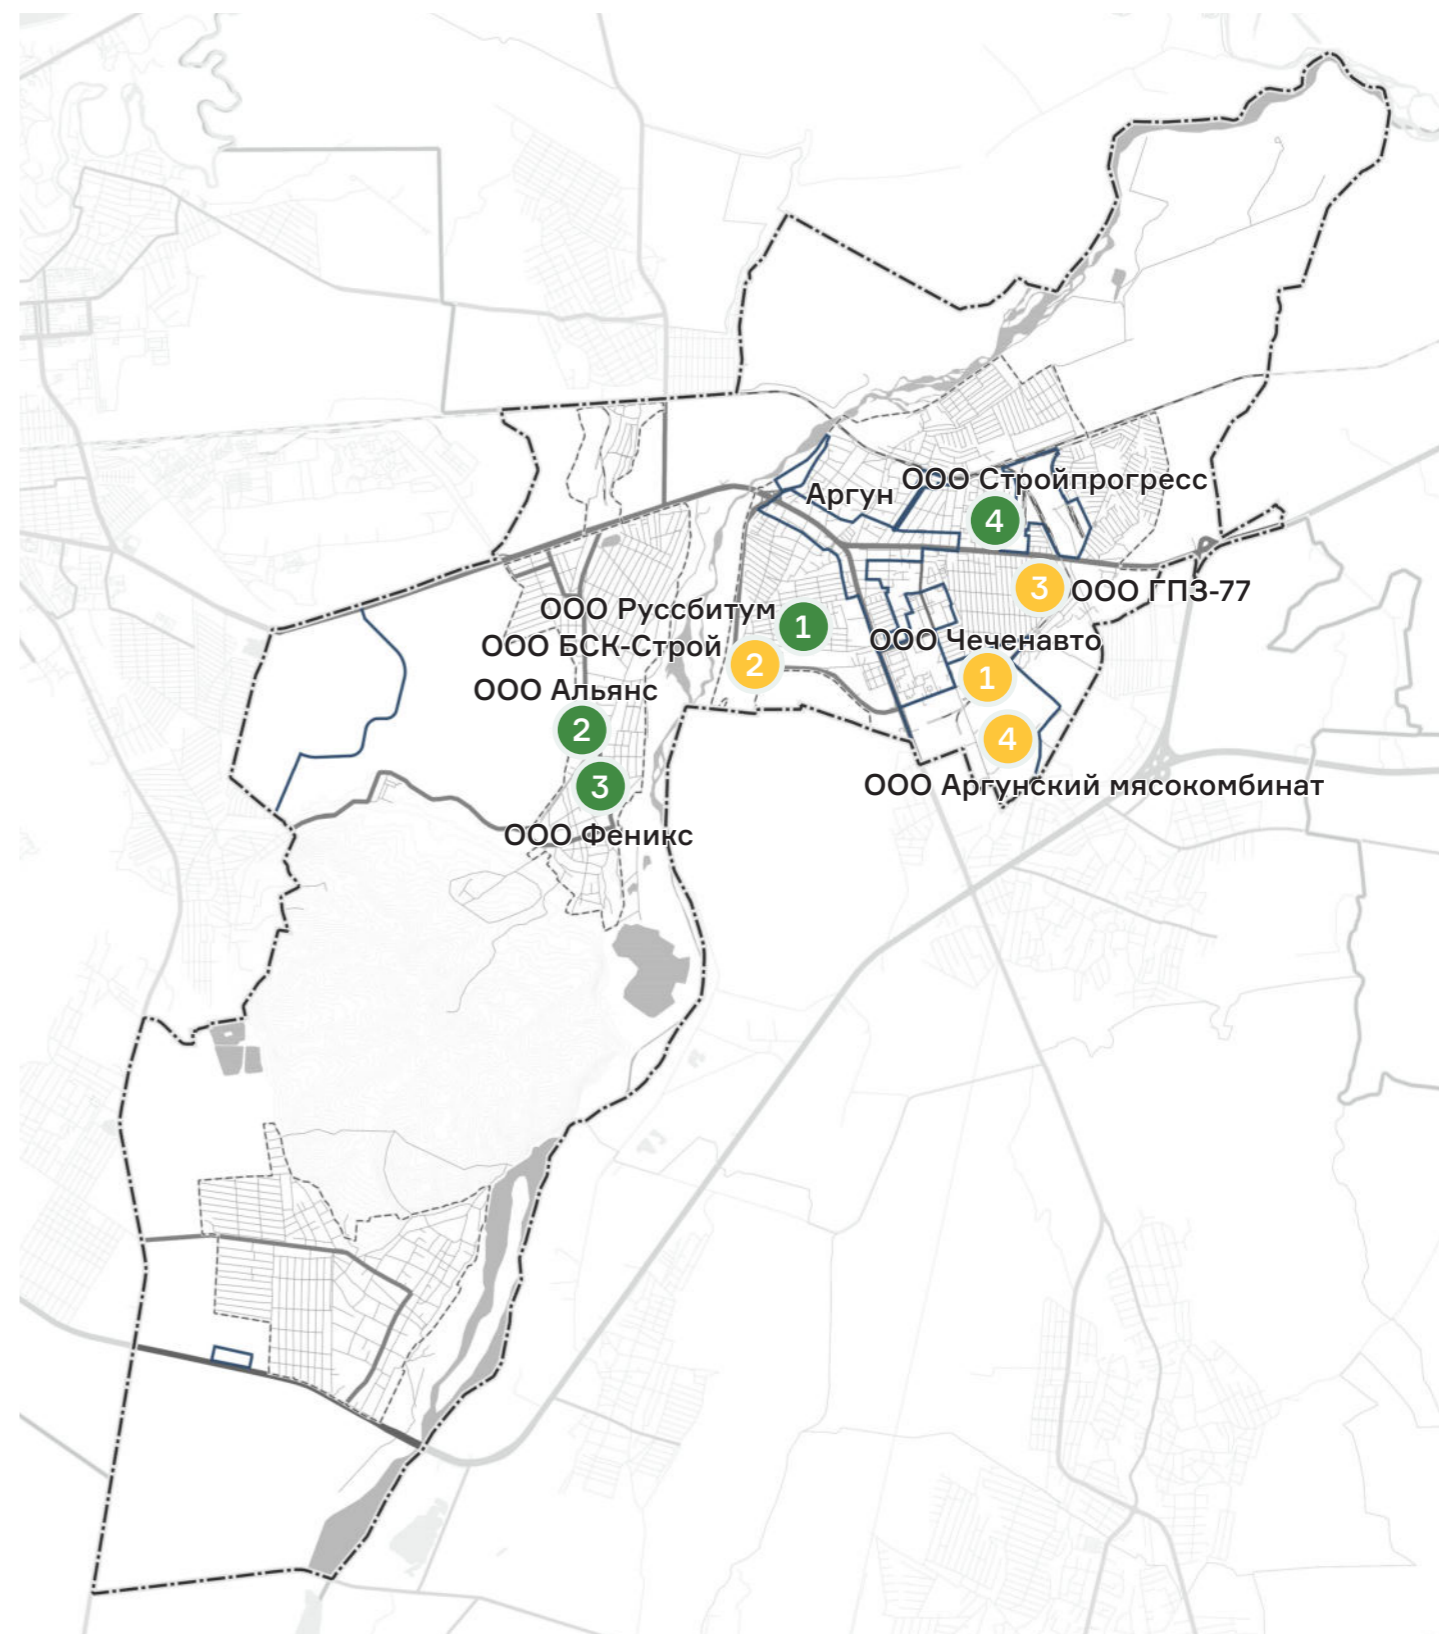 ООО Стройпрогресс
Аргун
4
3
ООО ГПЗ-77
ООО Руссбитум
1
ООО Чеченавто
ООО БСК-Строй
2
1
ООО Альянс
2
4
3
ООО Аргунский мясокомбинат
ООО Феникс